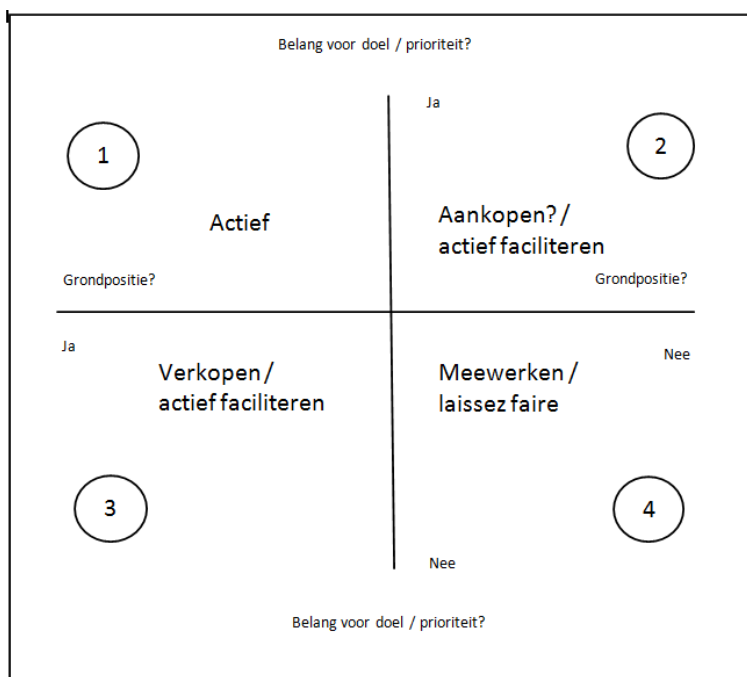 Belang voor doel / prioriteit?
Ja
1
2
Actief
Aankopen? /
actief faciliteren
Grondpositie?
Grondpositie?
Ja
Nee
Verkopen /
actief faciliteren
Meewerken /
laissez faire
3
4
Nee
Belang voor doel / prioriteit?